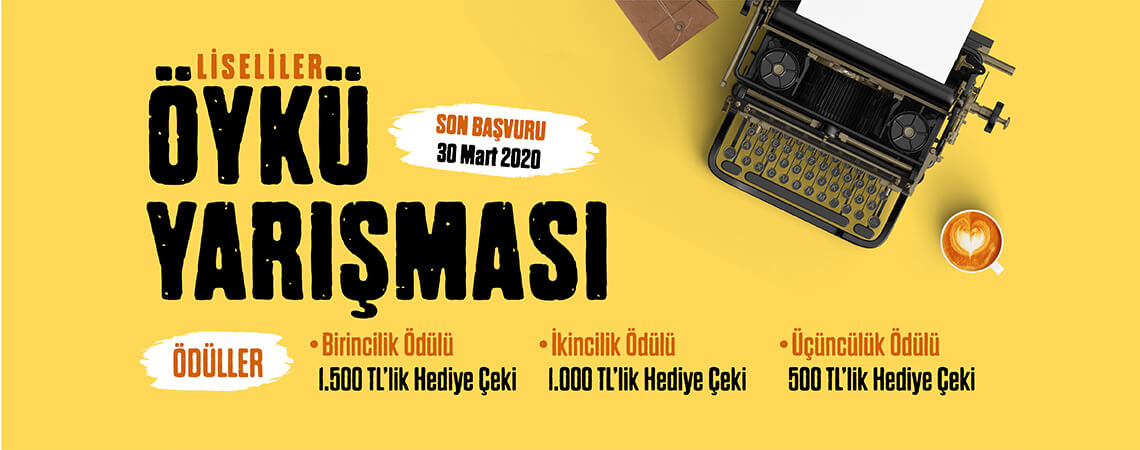 LİSELİLER
ÖYKÜ
YARIŞMASI
SON BAŞVURU
30 Mart 2020
ÖDÜLLER
• Birincilik Ödülü
1.500 TL'lik Hediye Çeki
• İkincilik Ödülü
1.000 TL'lik Hediye Çeki
• Üçüncülük Ödülü
500 TL'lik Hediye Çeki